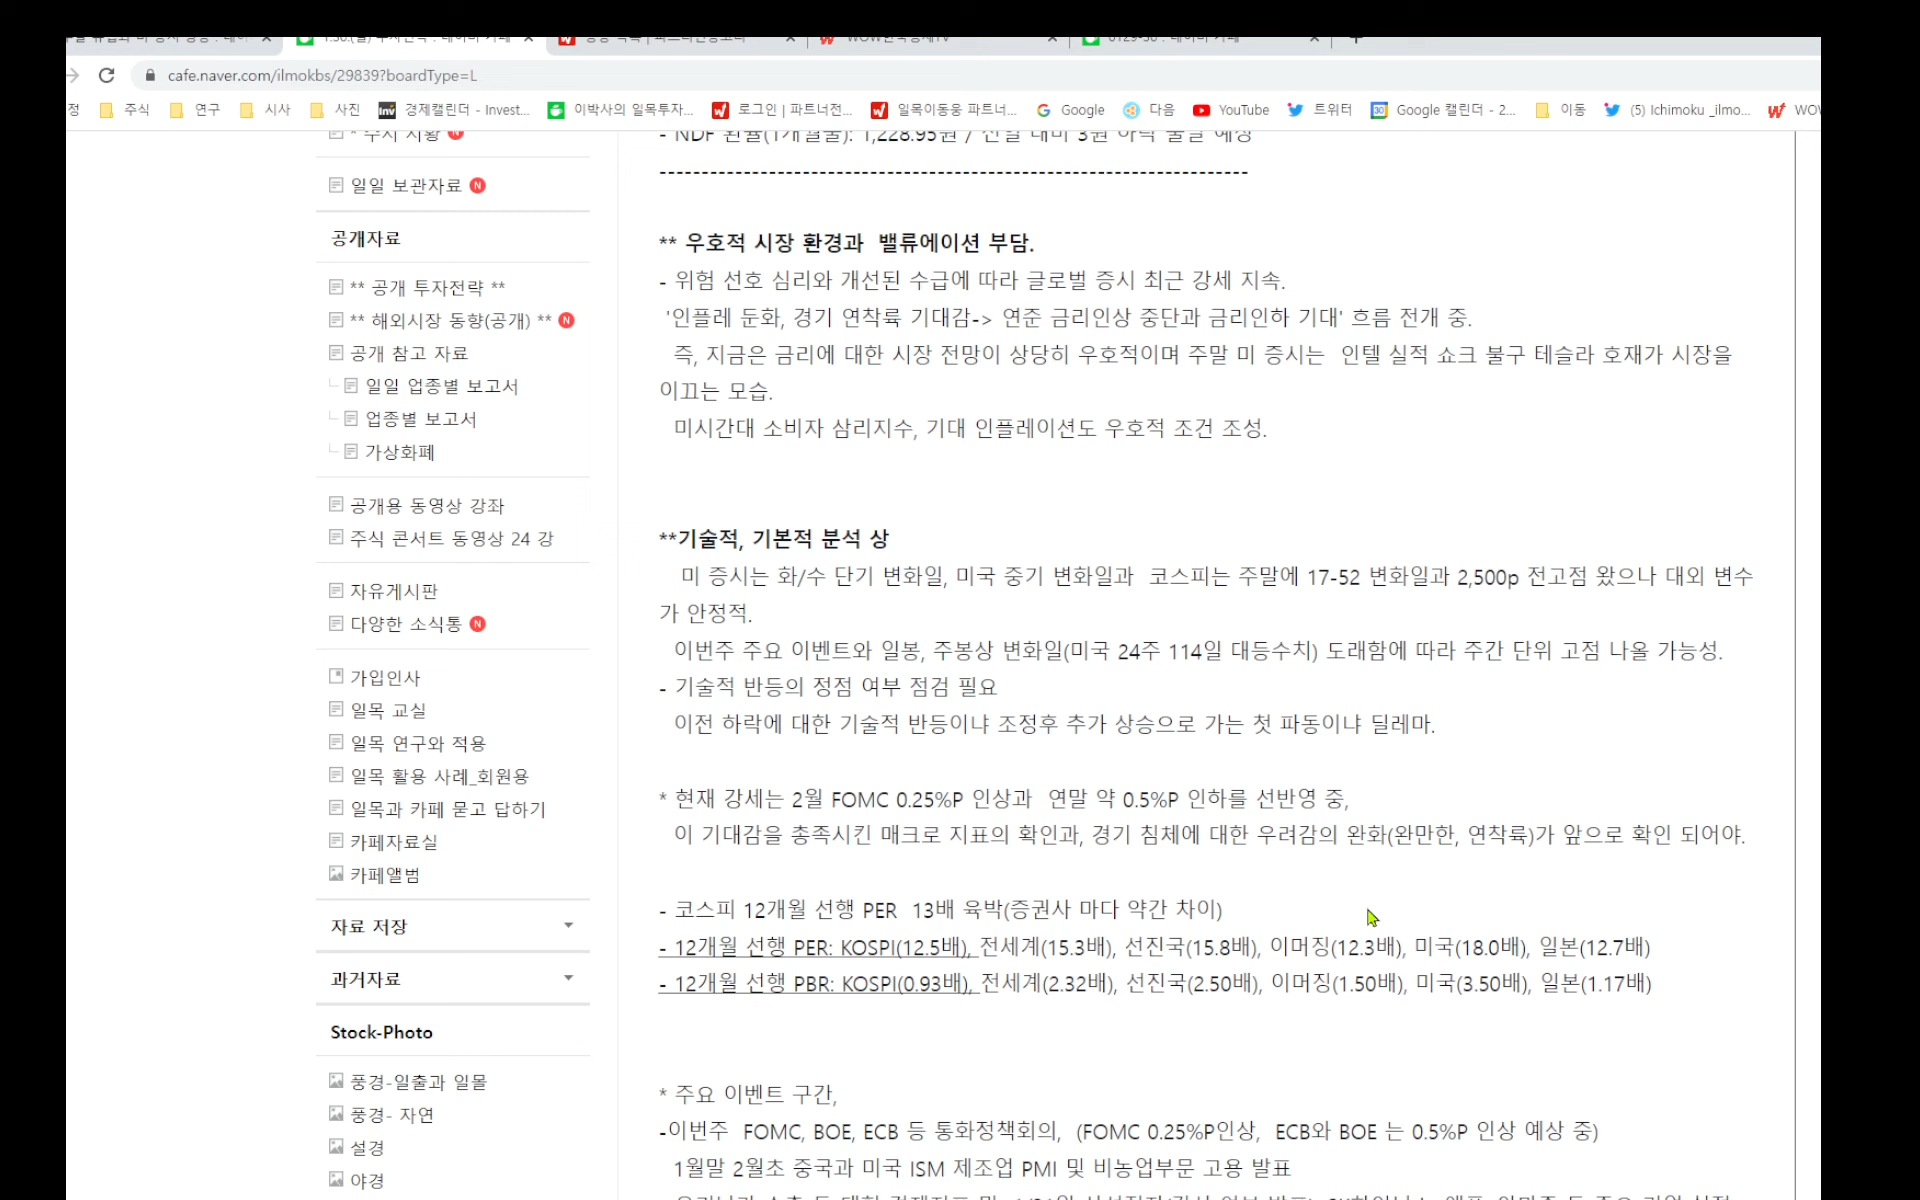 cafe.naver.com/ilmokbs/29839?boardType=L
정 주식 연구 시사 사진 경제캘린더 - Invest... 이박사의 일목투자... 로그인 | 파트너전... 일목이동웅 파트너... Google 다음 YouTube 트위터 Google 캘린더 - 2... 이동 (5) Ichimoku _ilmo...
일일 보관자료 N
공개자료
** 공개 투자전략 **
** 해외시장 동향(공개) ** N
공개 참고 자료
일일 업종별 보고서
업종별 보고서
가상화폐
공개용 동영상 강좌
주식 콘서트 동영상 24 강
자유게시판
다양한 소식통 N
가입인사
일목 교실
일목 연구와 적용
일목 활용 사례_회원용
일목과 카페 묻고 답하기
카페자료실
카페앨범
자료 저장
과거자료
Stock-Photo
풍경-일출과 일몰
풍경- 자연
설경
야경
- NDF 환율(1개월물): 1,228.95원 / 전일 대비 3원 하락 출발 예상
----------------------------------------------------------------------
** 우호적 시장 환경과 밸류에이션 부담.
- 위험 선호 심리와 개선된 수급에 따라 글로벌 증시 최근 강세 지속.
'인플레 둔화, 경기 연착륙 기대감-> 연준 금리인상 중단과 금리인하 기대' 흐름 전개 중.
즉, 지금은 금리에 대한 시장 전망이 상당히 우호적이며 주말 미 증시는 인텔 실적 쇼크 불구 테슬라 호재가 시장을
이끄는 모습.
미시간대 소비자 삼리지수, 기대 인플레이션도 우호적 조건 조성.
**기술적, 기본적 분석 상
미 증시는 화/수 단기 변화일, 미국 중기 변화일과 코스피는 주말에 17-52 변화일과 2,500p 전고점 왔으나 대외 변수
가 안정적.
이번주 주요 이벤트와 일봉, 주봉상 변화일(미국 24주 114일 대등수치) 도래함에 따라 주간 단위 고점 나올 가능성.
- 기술적 반등의 정점 여부 점검 필요
이전 하락에 대한 기술적 반등이냐 조정후 추가 상승으로 가는 첫 파동이냐 딜레마.
* 현재 강세는 2월 FOMC 0.25%P 인상과 연말 약 0.5%P 인하를 선반영 중,
이 기대감을 총족시킨 매크로 지표의 확인과, 경기 침체에 대한 우려감의 완화(완만한, 연착륙)가 앞으로 확인 되어야.
- 코스피 12개월 선행 PER 13배 육박(증권사 마다 약간 차이)
- 12개월 선행 PER: KOSPI(12.5배), 전세계(15.3배), 선진국(15.8배), 이머징(12.3배), 미국(18.0배), 일본(12.7배)
- 12개월 선행 PBR: KOSPI(0.93배), 전세계(2.32배), 선진국(2.50배), 이머징(1.50배), 미국(3.50배), 일본(1.17배)
* 주요 이벤트 구간,
-이번주 FOMC, BOE, ECB 등 통화정책회의, (FOMC 0.25%P인상, ECB와 BOE 는 0.5%P 인상 예상 중)
1월말 2월초 중국과 미국 ISM 제조업 PMI 및 비농업부문 고용 발표